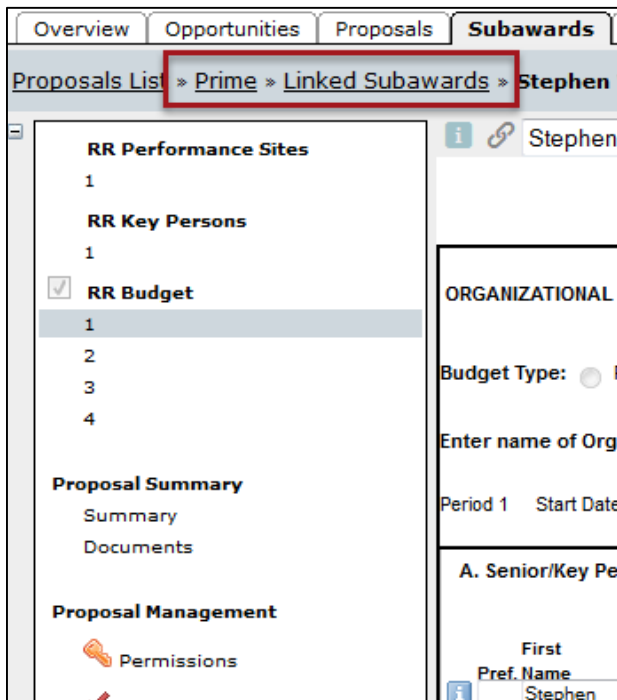 Overview Opportunities Proposals Subawards
Proposals List » Prime » Linked Subawards » Stephen
RR Performance Sites
1
RR Key Persons
1
RR Budget
1
2
3
4
Proposal Summary
Summary
Documents
Proposal Management
Permissions
Stephen
ORGANIZATIONAL
Budget Type:
Enter name of Org
Period 1 Start Date
A. Senior/Key Pe
First
Pref. Name
Stephen